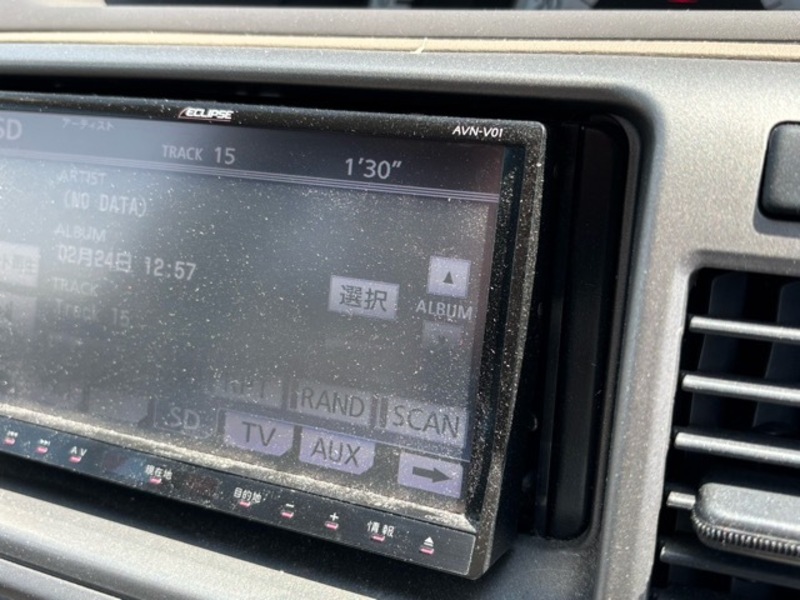 ECLIPSE
AVN-V01
SD
アーティスト
TRACK 15
1'30"
ARTIST
(NO DATA)
ALBUM
02月24日 12:57
TRACK
Track 15
選択
▲
ALBUM
RPT
RAND
SCAN
SD
TV
AUX
AV
現在地
目的地
−
+
情報